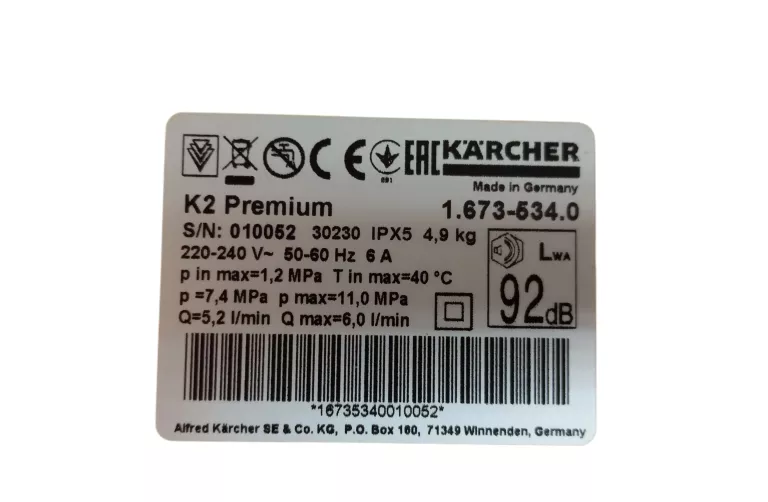 091
KÄRCHER
Made in Germany
K2 Premium 1.673-534.0
S/N: 010052 30230 IPX5 4,9 kg
220-240 V~ 50-60 Hz 6 A
p in max=1,2 MPa T in max=40 °C
p =7,4 MPa p max=11,0 MPa
Q=5,2 l/min Q max=6,0 l/min
LWA
92dB
*16735340010052*
Alfred Kärcher SE & Co. KG, P.O. Box 160, 71349 Winnenden, Germany